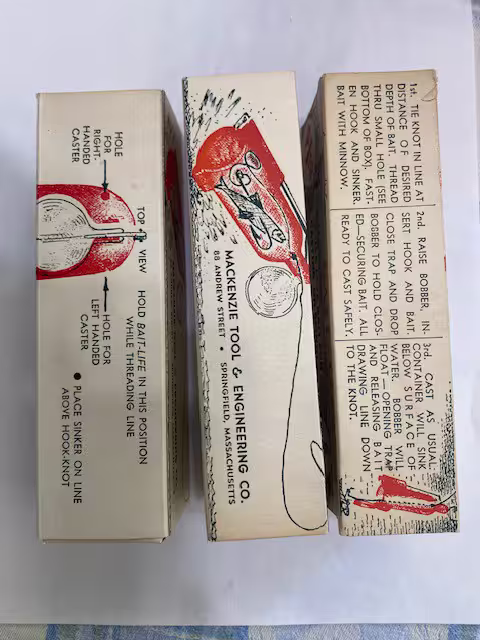 HOLE
FOR
RIGHT-
HANDED
CASTER
TOP VIEW
HOLE FOR
LEFT HANDED
CASTER
HOLD BAIT-LIFE IN THIS POSITION
WHILE THREADING LINE
● PLACE SINKER ON LINE
ABOVE HOOK.KNOT
MACKENZIE TOOL & ENGINEERING CO.
88 ANDREW STREET • SPRINGFIELD, MASSACHUSETTS
1st. TIE KNOT IN LINE AT
DISTANCE OF DESIRED
DEPTH OF BAIT. THREAD
THRU SMALL HOLE (SEE
BOTTOM OF BOX). FAST-
EN HOOK AND SINKER.
BAIT WITH MINNOW.
2nd. RAISE BOBBER, IN-
SERT HOOK AND BAIT.
CLOSE TRAP AND DROP
BOBBER TO HOLD CLOS-
ED—SECURING BAIT. ALL
READY TO CAST SAFELY.
3rd. CAST AS USUAL
CONTAINER WILL SINK
BELOW SURFACE OF
WATER. BOBBER WILL
FLOAT—OPENING TRAP
AND RELEASING BAIT
DRAWING LINE DOWN
TO THE KNOT.